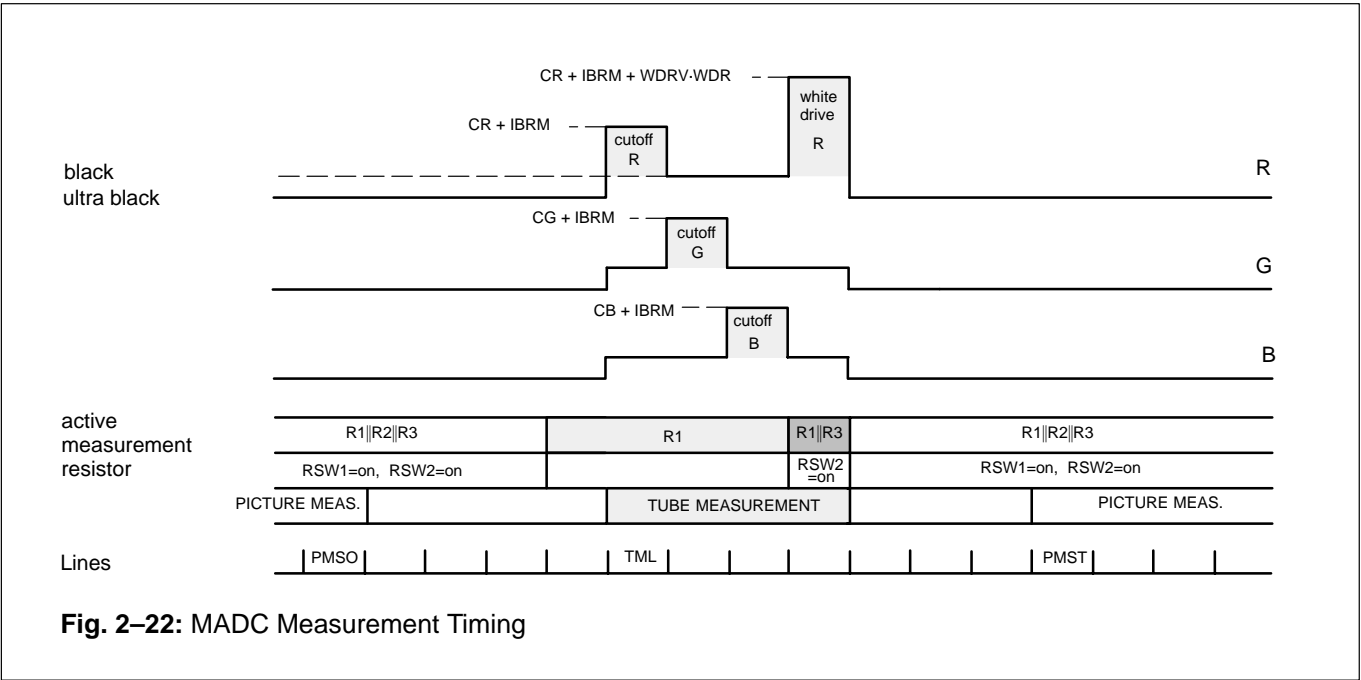 CR + IBRM + WDRV·WDR
white
drive
R
CR + IBRM
cutoff
R
black
ultra black
R
CG + IBRM
cutoff
G
G
CB + IBRM
cutoff
B
B
active
measurement
resistor
R1||R2||R3
R1
R1||R3
R1||R2||R3
RSW1=on, RSW2=on
RSW2
=on
RSW1=on, RSW2=on
PICTURE MEAS.
TUBE MEASUREMENT
PICTURE MEAS.
Lines
PMSO
TML
PMST
Fig. 2–22: MADC Measurement Timing